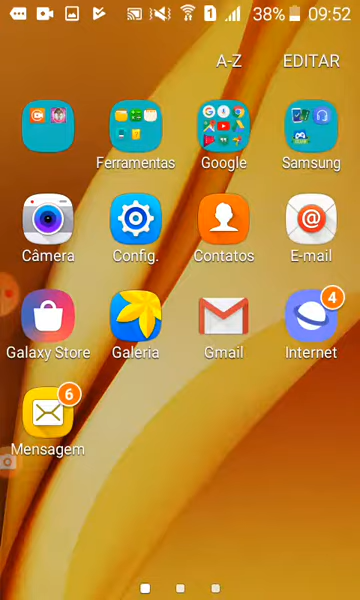 1 38% 09:52
A-Z EDITAR
Ferramentas Google Samsung
Câmera Config. Contatos E-mail
4
Galaxy Store Galeria Gmail Internet
6
Mensagem